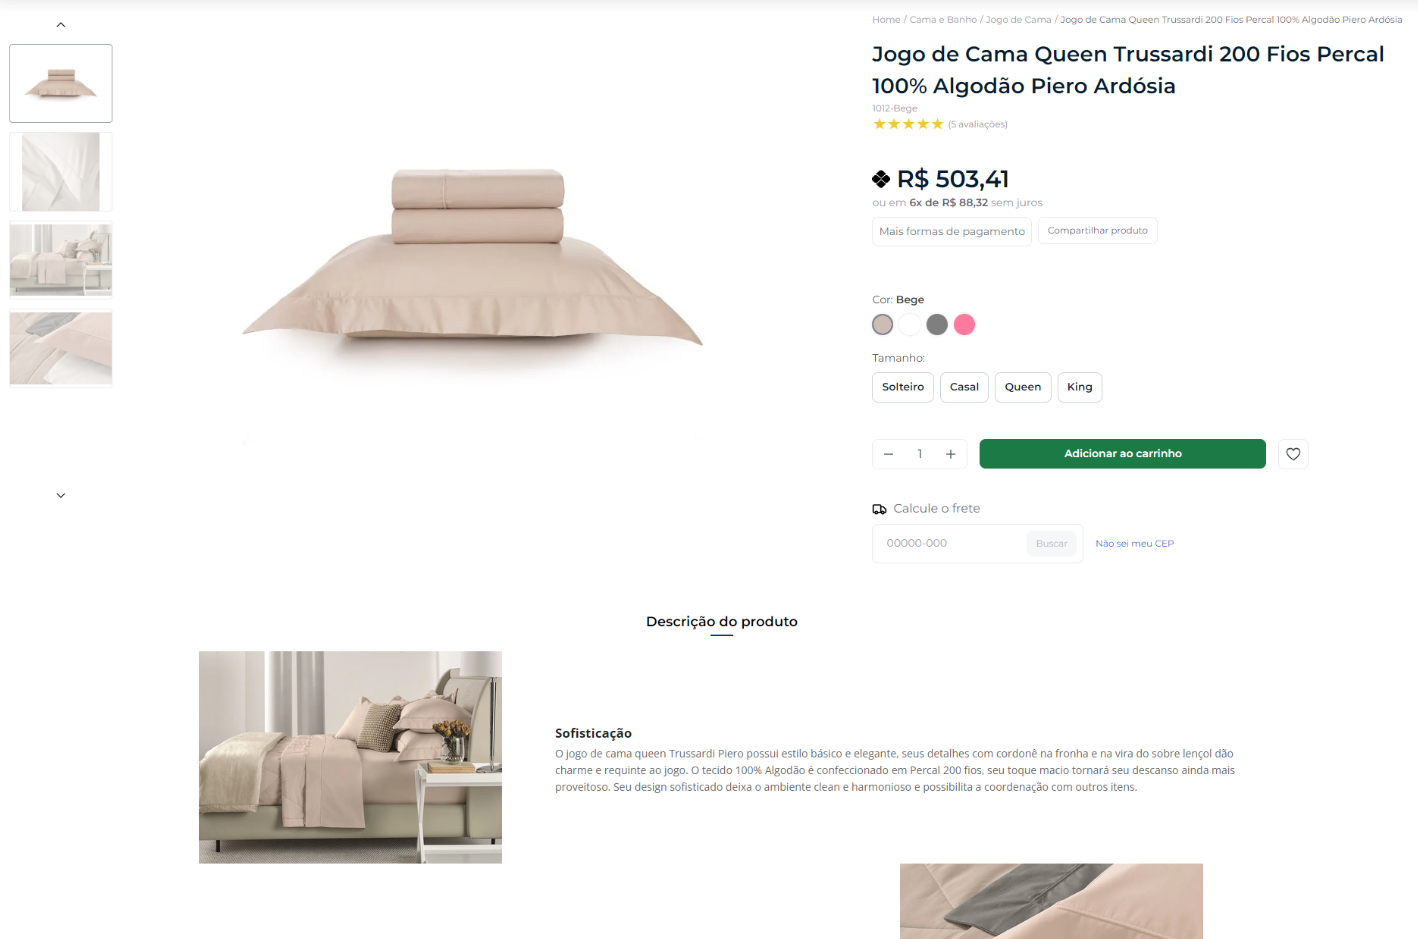 Home / Cama e Banho / Jogo de Cama / Jogo de Cama Queen Trussardi 200 Fios Percal 100% Algodão Piero Ardósia
Jogo de Cama Queen Trussardi 200 Fios Percal
100% Algodão Piero Ardósia
1012-Bege
(5 avaliações)
R$ 503,41
ou em 6x de R$ 88,32 sem juros
Mais formas de pagamento
Compartilhar produto
Cor: Bege
Tamanho:
Solteiro
Casal
Queen
King
1
Adicionar ao carrinho
Calcule o frete
00000-000
Buscar
Não sei meu CEP
Descrição do produto
Sofisticação
O jogo de cama queen Trussardi Piero possui estilo básico e elegante, seus detalhes com cordonê na fronha e na vira do sobre lençol dão
charme e requinte ao jogo. O tecido 100% Algodão é confeccionado em Percal 200 fios, seu toque macio tornará seu descanso ainda mais
proveitoso. Seu design sofisticado deixa o ambiente clean e harmonioso e possibilita a coordenação com outros itens.